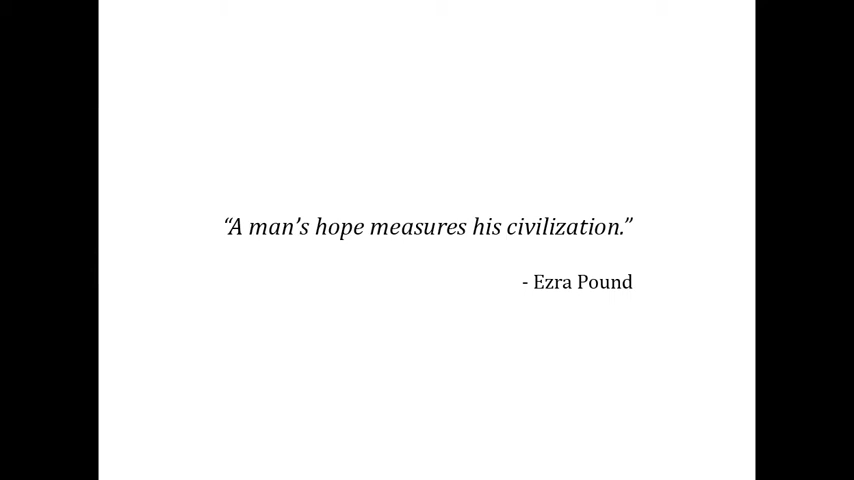 “A man’s hope measures his civilization.”
- Ezra Pound